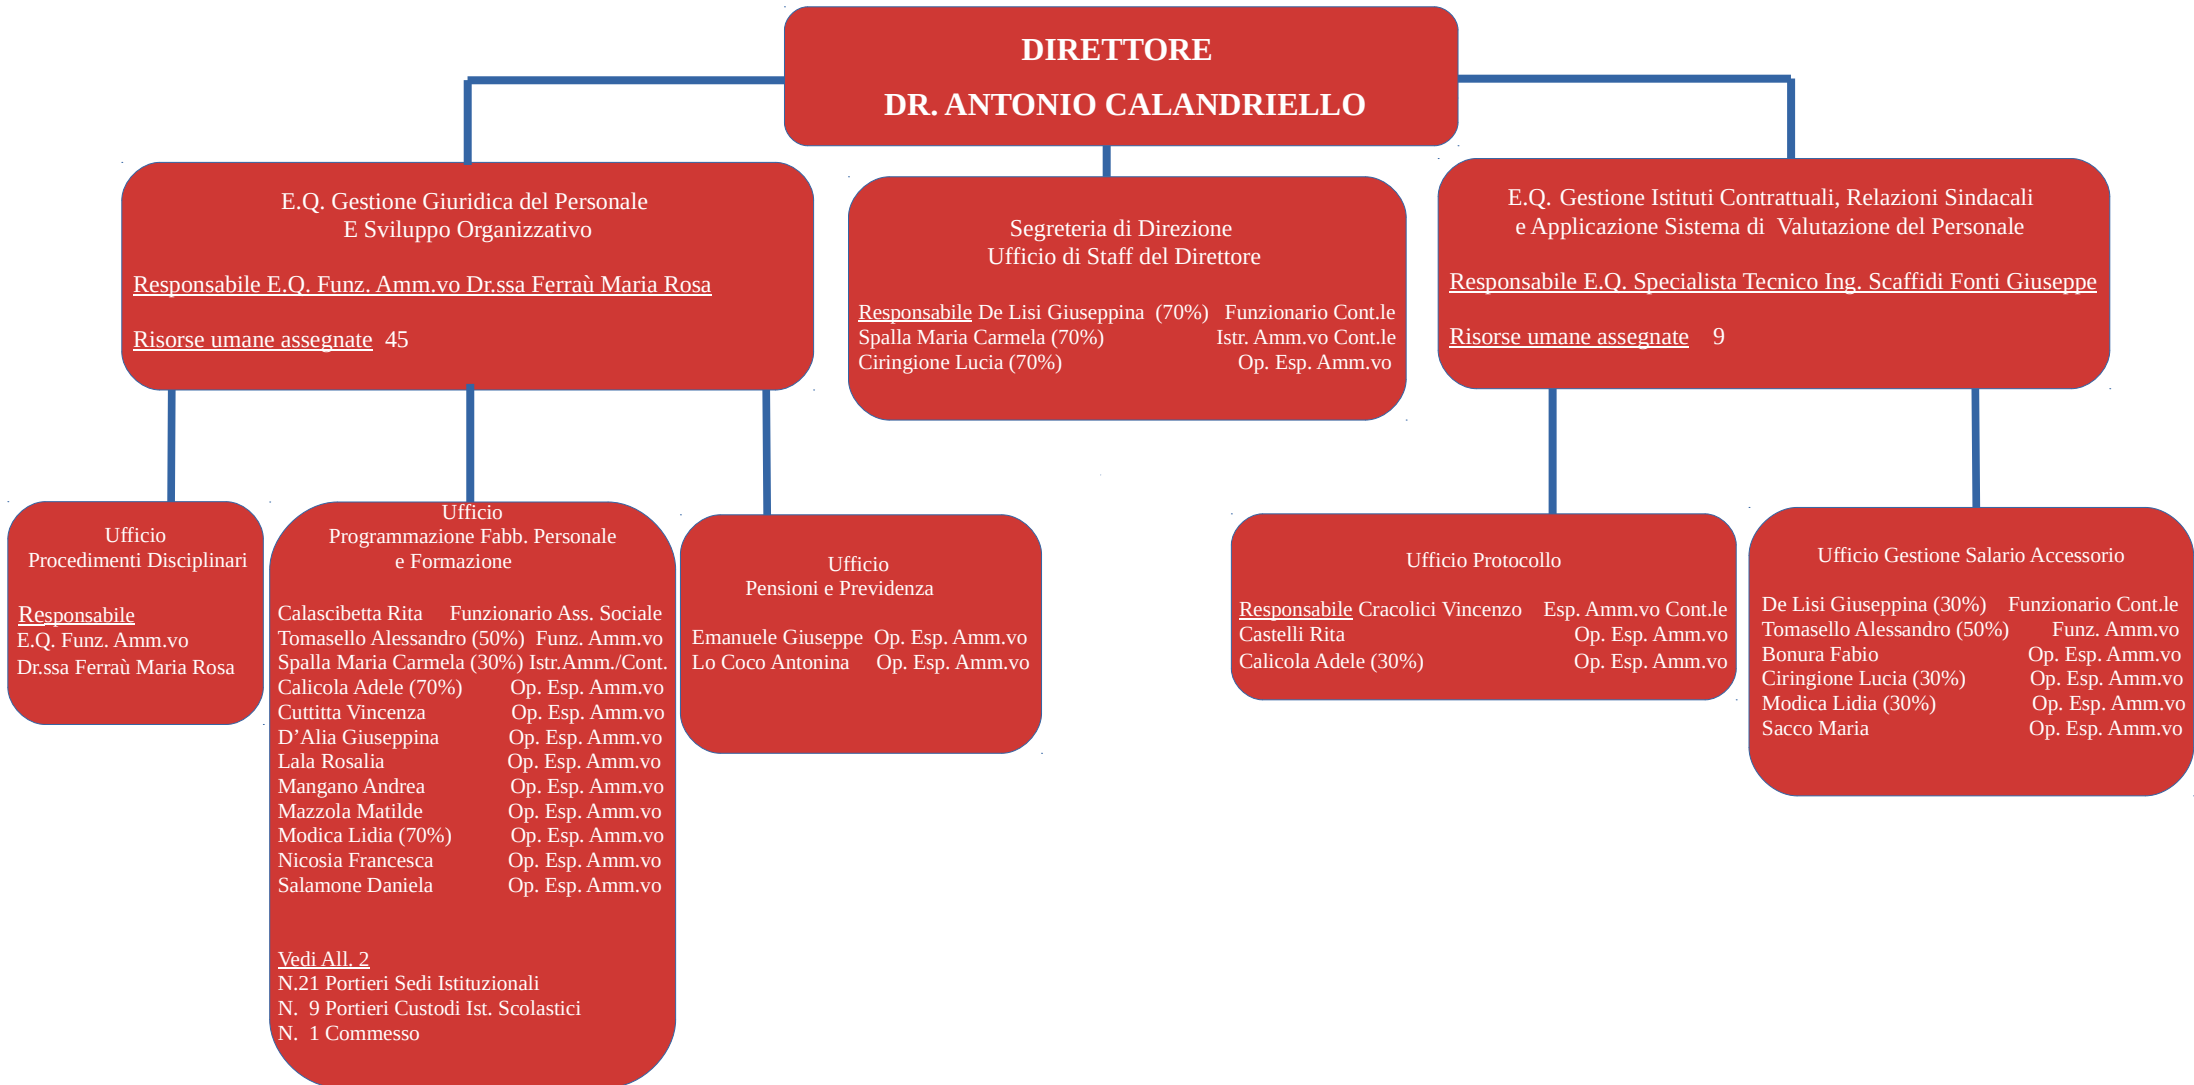 DIRETTORE
DR. ANTONIO CALANDRIELLO
E.Q. Gestione Giuridica del Personale
E Sviluppo Organizzativo
Responsabile E.Q. Funz. Amm.vo Dr.ssa Ferraù Maria Rosa
Risorse umane assegnate 45
Segreteria di Direzione
Ufficio di Staff del Direttore
Responsabile De Lisi Giuseppina (70%) Funzionario Cont.le
Spalla Maria Carmela (70%) Istr. Amm.vo Cont.le
Ciringione Lucia (70%) Op. Esp. Amm.vo
E.Q. Gestione Istituti Contrattuali, Relazioni Sindacali
e Applicazione Sistema di Valutazione del Personale
Responsabile E.Q. Specialista Tecnico Ing. Scaffidi Fonti Giuseppe
Risorse umane assegnate 9
Ufficio
Procedimenti Disciplinari
Responsabile
E.Q. Funz. Amm.vo
Dr.ssa Ferraù Maria Rosa
Ufficio
Programmazione Fabb. Personale
e Formazione
Calascibetta Rita Funzionario Ass. Sociale
Tomasello Alessandro (50%) Funz. Amm.vo
Spalla Maria Carmela (30%) Istr.Amm./Cont.
Calicola Adele (70%) Op. Esp. Amm.vo
Cuttitta Vincenza Op. Esp. Amm.vo
D’Alia Giuseppina Op. Esp. Amm.vo
Lala Rosalia Op. Esp. Amm.vo
Mangano Andrea Op. Esp. Amm.vo
Mazzola Matilde Op. Esp. Amm.vo
Modica Lidia (70%) Op. Esp. Amm.vo
Nicosia Francesca Op. Esp. Amm.vo
Salamone Daniela Op. Esp. Amm.vo
Vedi All. 2
N.21 Portieri Sedi Istituzionali
N. 9 Portieri Custodi Ist. Scolastici
N. 1 Commesso
Ufficio
Pensioni e Previdenza
Emanuele Giuseppe Op. Esp. Amm.vo
Lo Coco Antonina Op. Esp. Amm.vo
Ufficio Protocollo
Responsabile Cracolici Vincenzo Esp. Amm.vo Cont.le
Castelli Rita Op. Esp. Amm.vo
Calicola Adele (30%) Op. Esp. Amm.vo
Ufficio Gestione Salario Accessorio
De Lisi Giuseppina (30%) Funzionario Cont.le
Tomasello Alessandro (50%) Funz. Amm.vo
Bonura Fabio Op. Esp. Amm.vo
Ciringione Lucia (30%) Op. Esp. Amm.vo
Modica Lidia (30%) Op. Esp. Amm.vo
Sacco Maria Op. Esp. Amm.vo